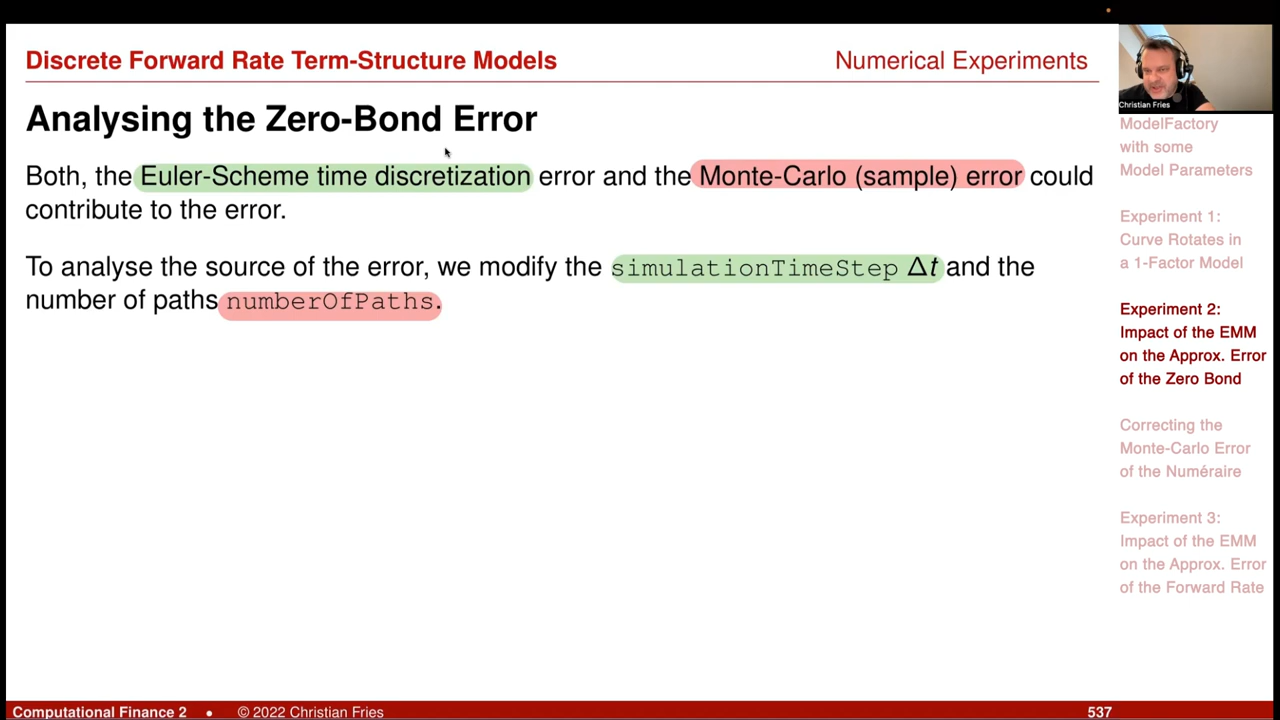 Discrete Forward Rate Term-Structure Models
Numerical Experiments
Christian Fries
Analysing the Zero-Bond Error
Both, the Euler-Scheme time discretization error and the Monte-Carlo (sample) error could
contribute to the error.
To analyse the source of the error, we modify the simulationTimeStep Δt and the
number of paths numberOfPaths.
ModelFactory
with some
Model Parameters
Experiment 1:
Curve Rotates in
a 1-Factor Model
Experiment 2:
Impact of the EMM
on the Approx. Error
of the Zero Bond
Correcting the
Monte-Carlo Error
of the Numéraire
Experiment 3:
Impact of the EMM
on the Approx. Error
of the Forward Rate
Computational Finance 2 • © 2022 Christian Fries
537